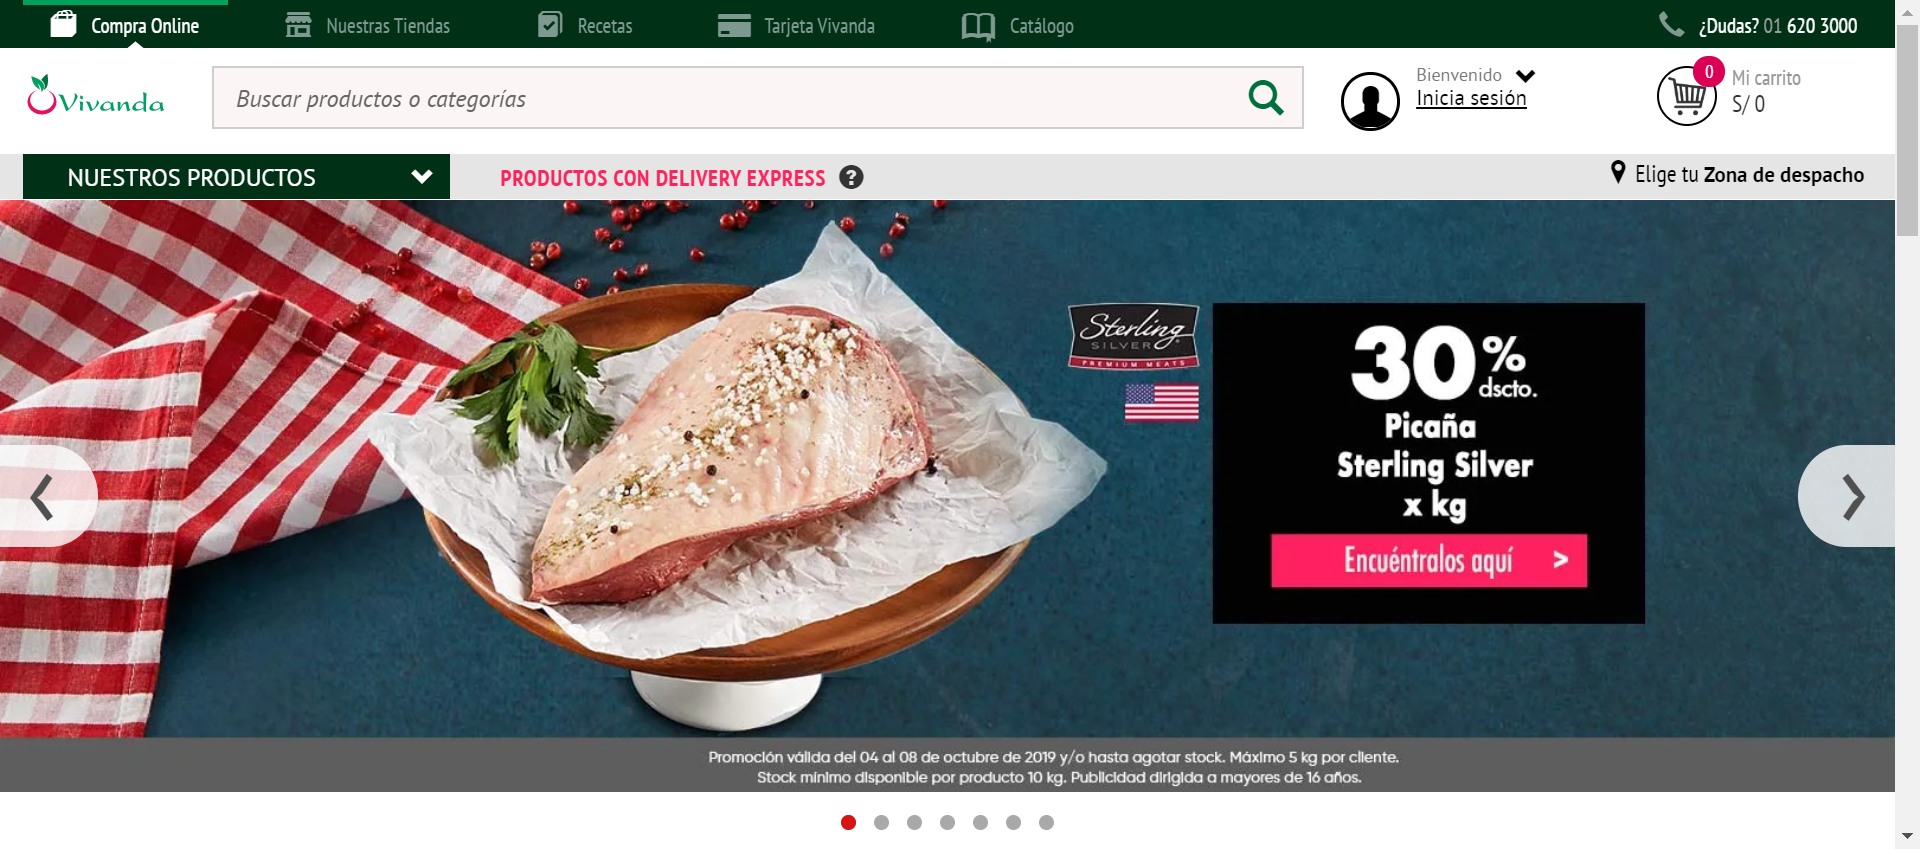 Compra Online
Nuestras Tiendas
Recetas
Tarjeta Vivanda
Catálogo
¿Dudas? 01 620 3000
Vivanda
Buscar productos o categorías
Bienvenido
Inicia sesión
0
Mi carrito
S/ 0
NUESTROS PRODUCTOS
PRODUCTOS CON DELIVERY EXPRESS ?
Elige tu Zona de despacho
Sterling
SILVER
PREMIUM MEATS
30% dscto.
Picaña
Sterling Silver
x kg
Encuéntralos aquí >
Promoción válida del 04 al 08 de octubre de 2019 y/o hasta agotar stock. Máximo 5 kg por cliente.
Stock mínimo disponible por producto 10 kg. Publicidad dirigida a mayores de 16 años.